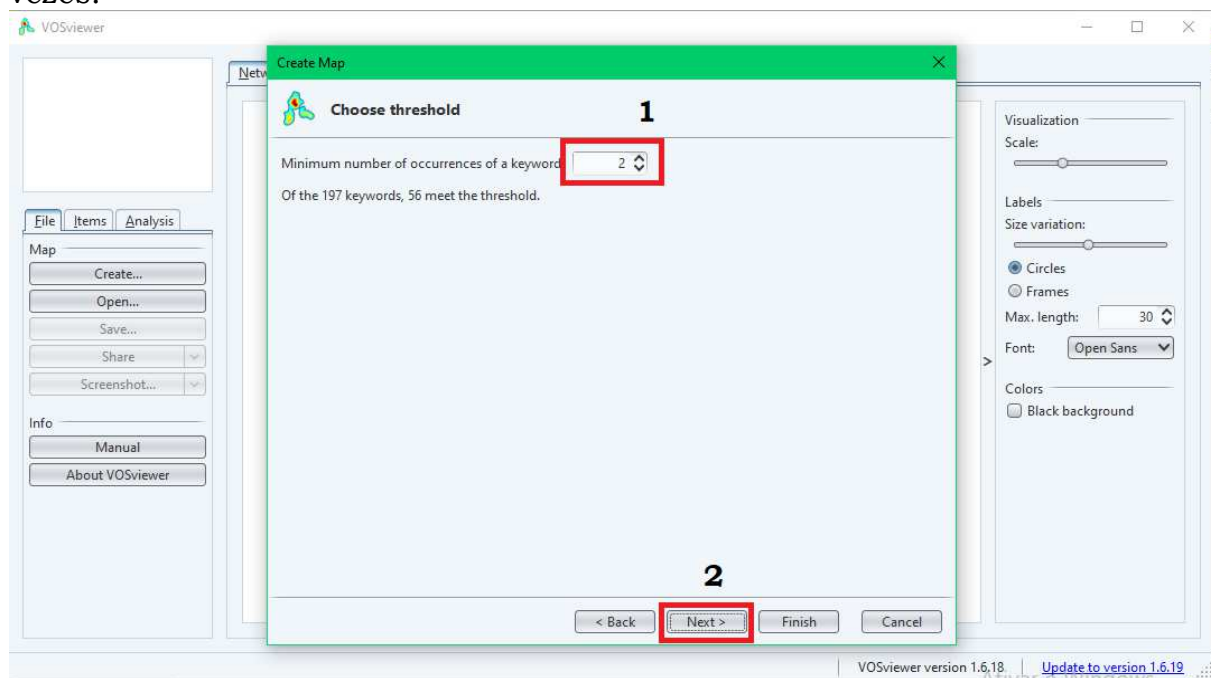 vezes.
VOSviewer
Create Map
Choose threshold
1
Minimum number of occurrences of a keyword
2
Of the 197 keywords, 56 meet the threshold.
2
< Back
Next >
Finish
Cancel
File
Items
Analysis
Map
Create...
Open...
Save...
Share
Screenshot...
Info
Manual
About VOSviewer
Netw
Visualization
Scale:
Labels
Size variation:
Circles
Frames
Max. length:
30
Font:
Open Sans
>
Colors
Black background
VOSviewer version 1.6.18
Update to version 1.6.19